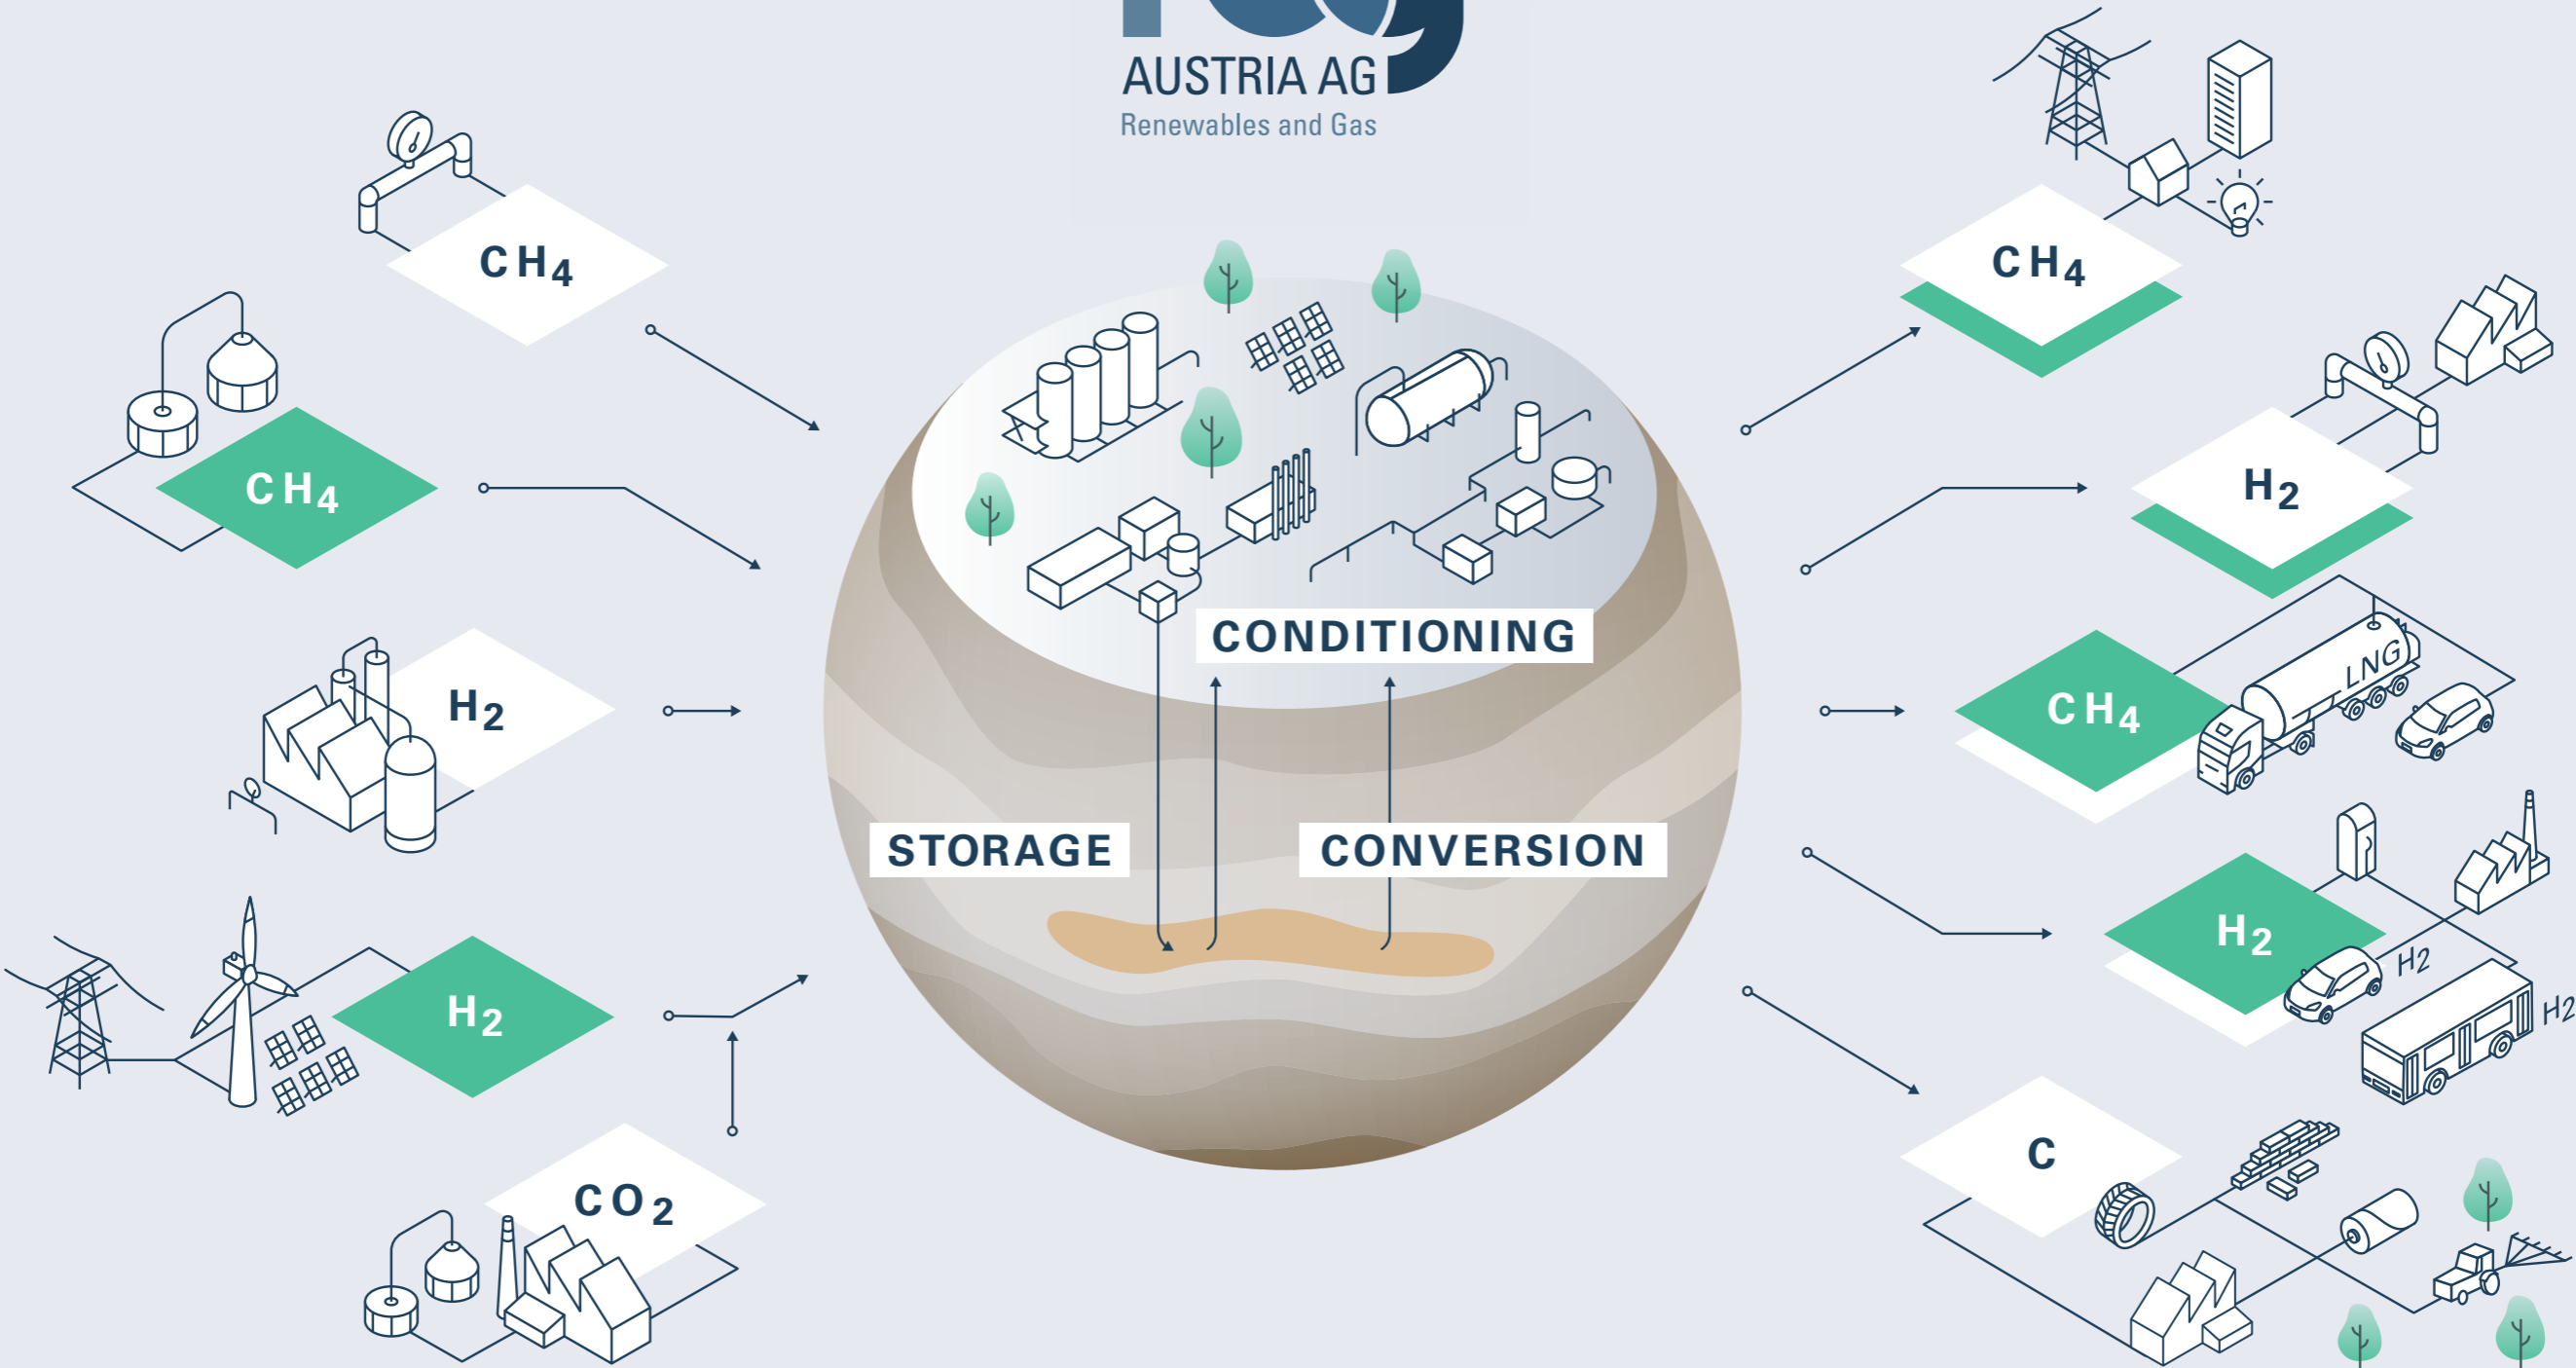 AUSTRIA AG
Renewables and Gas
CH4
CH4
H2
H2
CO2
CONDITIONING
STORAGE
CONVERSION
CH4
H2
CH4
LNG
H2
H2
H2
C